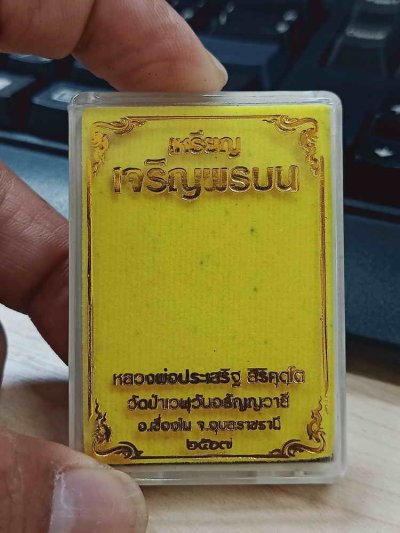 เหรียญ
เจริญพรบน
หลวงพ่อประเสริฐ สิริคุตโต
วัดป่าเวฬุวันอรัญญวาสี
อ.เขื่องใน จ.อุบลราชธานี
๒๕๖๗